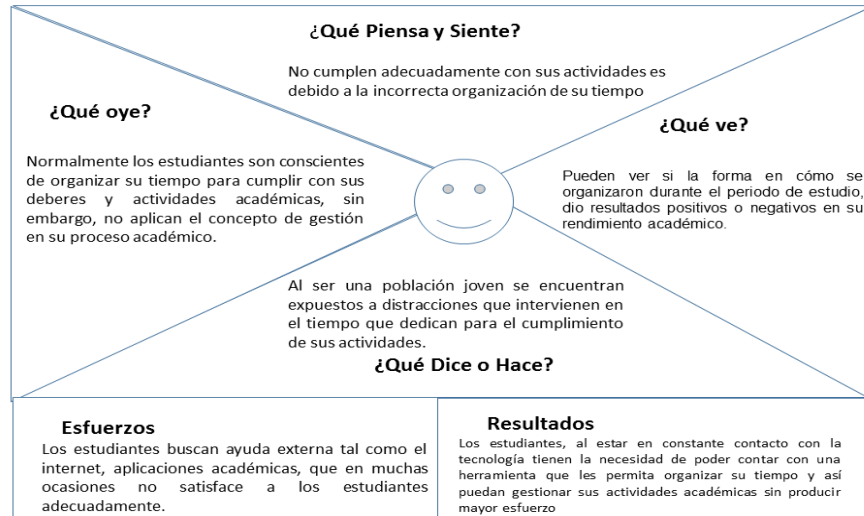 ¿Qué Piensa y Siente?
No cumplen adecuadamente con sus actividades es
debido a la incorrecta organización de su tiempo
¿Qué oye?
Normalmente los estudiantes son conscientes
de organizar su tiempo para cumplir con sus
deberes y actividades académicas, sin
embargo, no aplican el concepto de gestión
en su proceso académico.
¿Qué ve?
Pueden ver si la forma en cómo se
organizaron durante el periodo de estudio,
dio resultados positivos o negativos en su
rendimiento académico.
Al ser una población joven se encuentran
expuestos a distracciones que intervienen en
el tiempo que dedican para el cumplimiento
de sus actividades.
¿Qué Dice o Hace?
Esfuerzos
Los estudiantes buscan ayuda externa tal como el
internet, aplicaciones académicas, que en muchas
ocasiones no satisface a los estudiantes
adecuadamente.
Resultados
Los estudiantes, al estar en constante contacto con la
tecnología tienen la necesidad de poder contar con una
herramienta que les permita organizar su tiempo y así
puedan gestionar sus actividades académicas sin producir
mayor esfuerzo